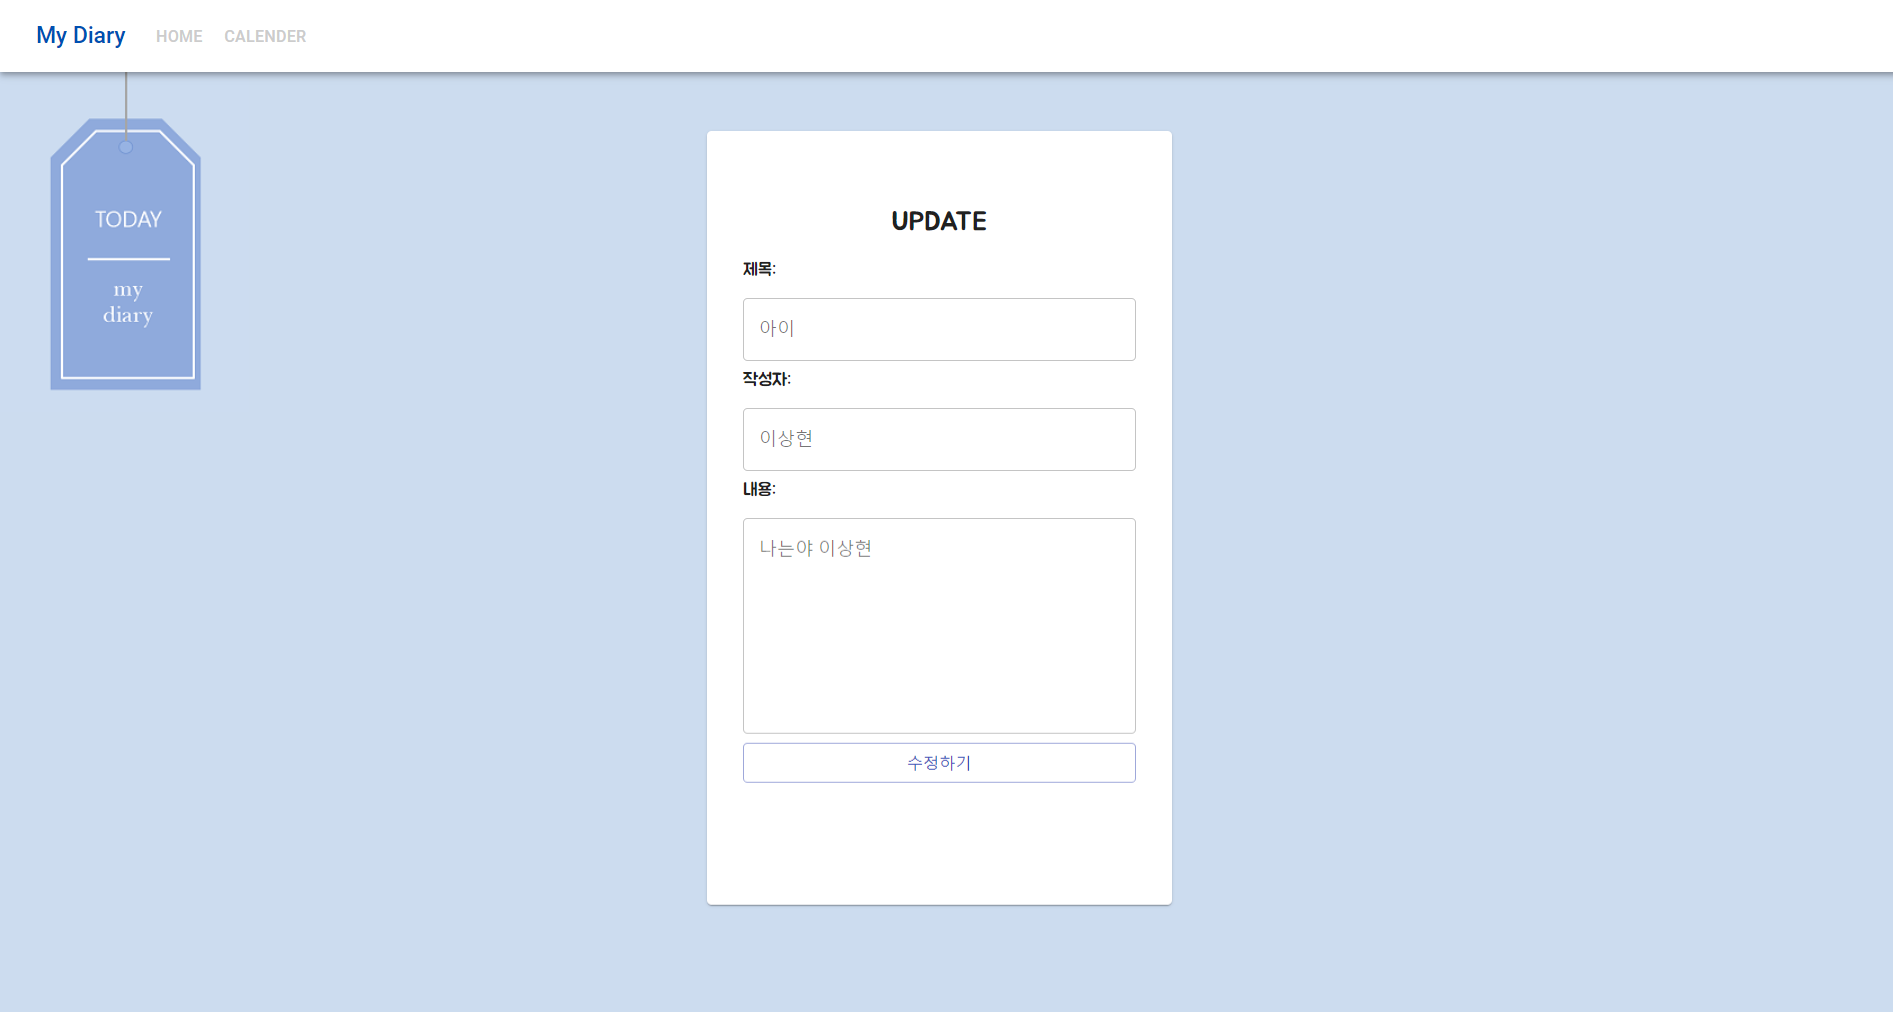 My Diary
HOME
CALENDER
TODAY
my
diary
UPDATE
제목:
아이
작성자:
이상현
내용:
나는야 이상현
수정하기